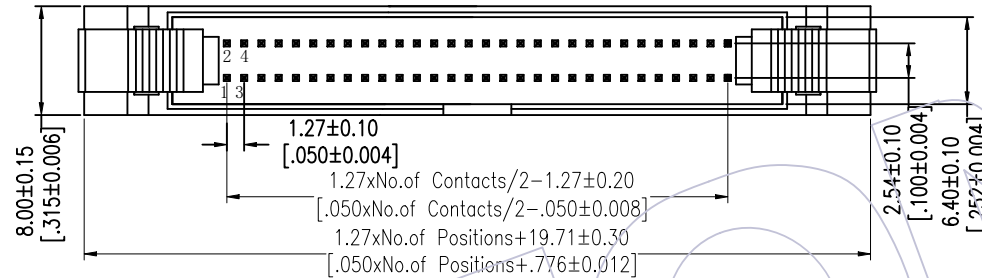 2 4
1 3
1.27±0.10
[.050±0.004]
1.27xNo.of Contacts/2-1.27±0.20
[.050xNo.of Contacts/2-.050±0.008]
1.27xNo.of Positions+19.71±0.30
[.050xNo.of Positions+.776±0.012]
8.00±0.15
[.315±0.006]
2.54±0.10
[.100±0.004]
6.40±0.10
[.252±0.004]